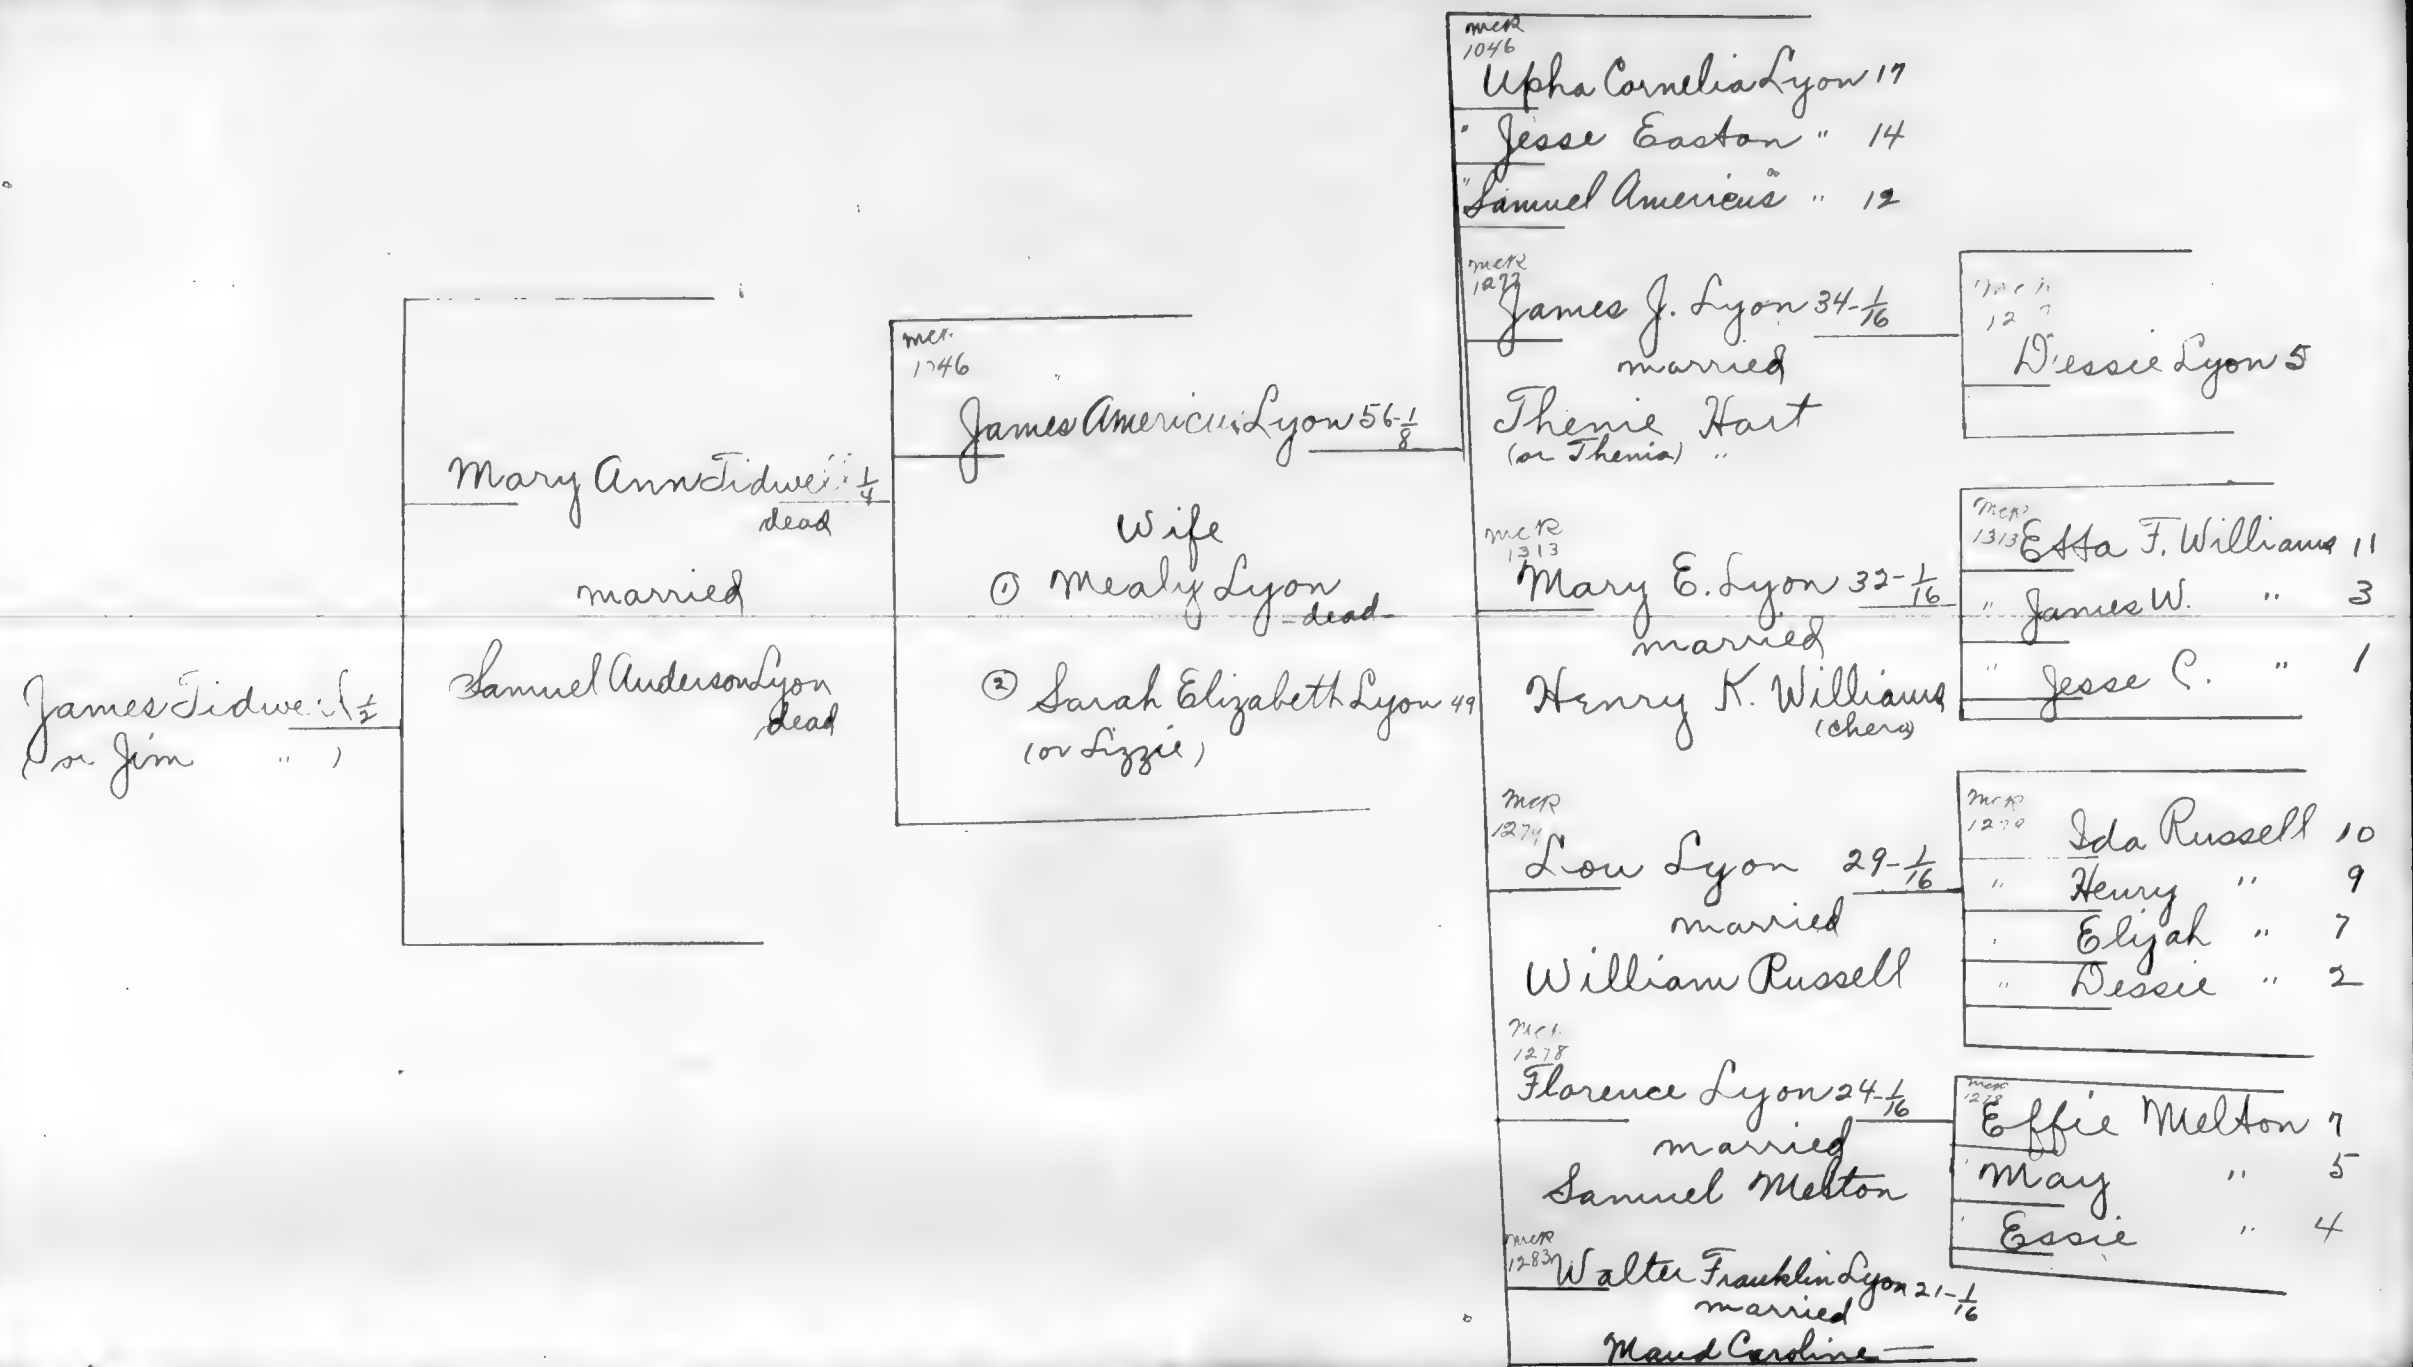 James Tidwell 1/2
(or Jim " )
Mary Ann Tidwell 1/4
dead
married
Samuel Anderson Lyon
dead
MCR
1046
James Americus Lyon 56-1/8
Wife
① Mealy Lyon
-dead-
② Sarah Elizabeth Lyon 49
(or Lizzie)
MCR
1046
Upha Cornelia Lyon 17
" Jesse Easton " 14
" Samuel Americus " 12
MCR
1277
James J. Lyon 34-1/16
married
Thenie Hart
(or Thenia) "
MCR
1313
Mary E. Lyon 32-1/16
married
Henry K. Williams
(chero)
MCR
1279
Lou Lyon 29-1/16
married
William Russell
MCR
1278
Florence Lyon 24-1/16
married
Samuel Melton
MCR
1283
Walter Franklin Lyon 21-1/16
married
Maud Caroline —
MCR
Dessie Lyon 5
MCR
1313 Etta F. Williams 11
" James W. " 3
" Jesse C. " 1
MCR
1279
Ida Russell 10
" Henry " 9
" Elijah " 7
" Dessie " 2
MCR
1278
Effie Melton 7
" May " 5
" Essie " 4